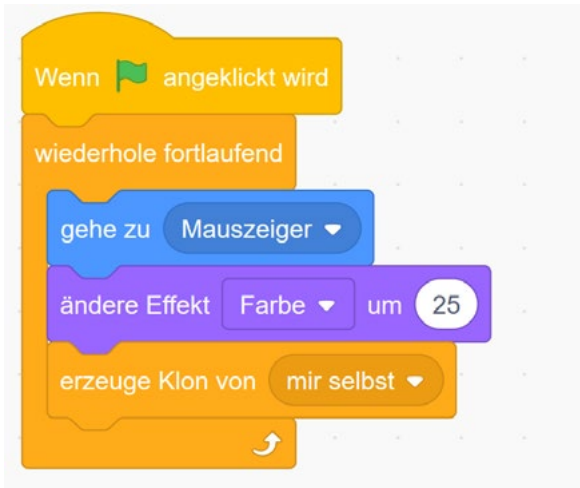 Wenn angeklickt wird
wiederhole fortlaufend
gehe zu Mauszeiger
ändere Effekt Farbe um 25
erzeuge Klon von mir selbst